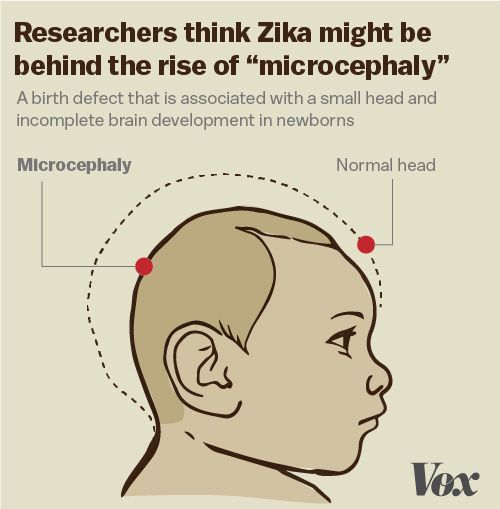 Researchers think Zika might be
behind the rise of “microcephaly”
A birth defect that is associated with a small head and
incomplete brain development in newborns
Microcephaly
Normal head
Vox